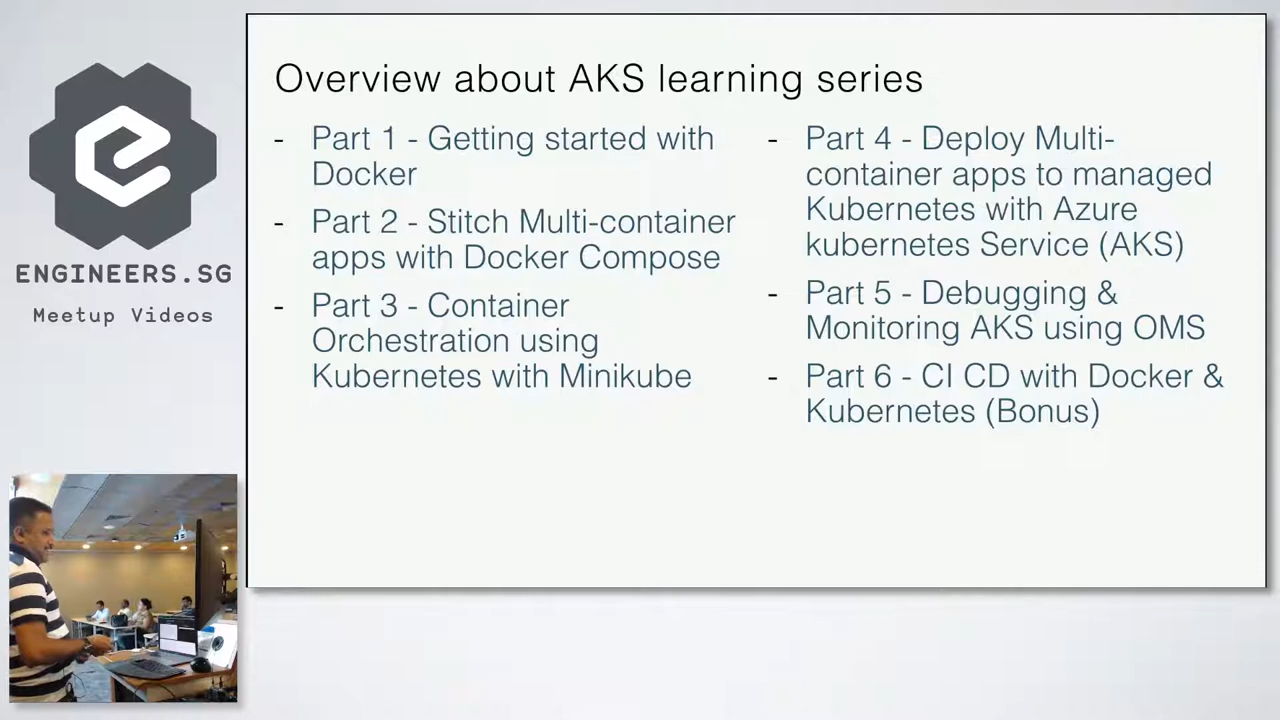 ENGINEERS.SG
Meetup Videos
Overview about AKS learning series
- Part 1 - Getting started with
Docker
- Part 2 - Stitch Multi-container
apps with Docker Compose
- Part 3 - Container
Orchestration using
Kubernetes with Minikube
- Part 4 - Deploy Multi-
container apps to managed
Kubernetes with Azure
kubernetes Service (AKS)
- Part 5 - Debugging &
Monitoring AKS using OMS
- Part 6 - CI CD with Docker &
Kubernetes (Bonus)